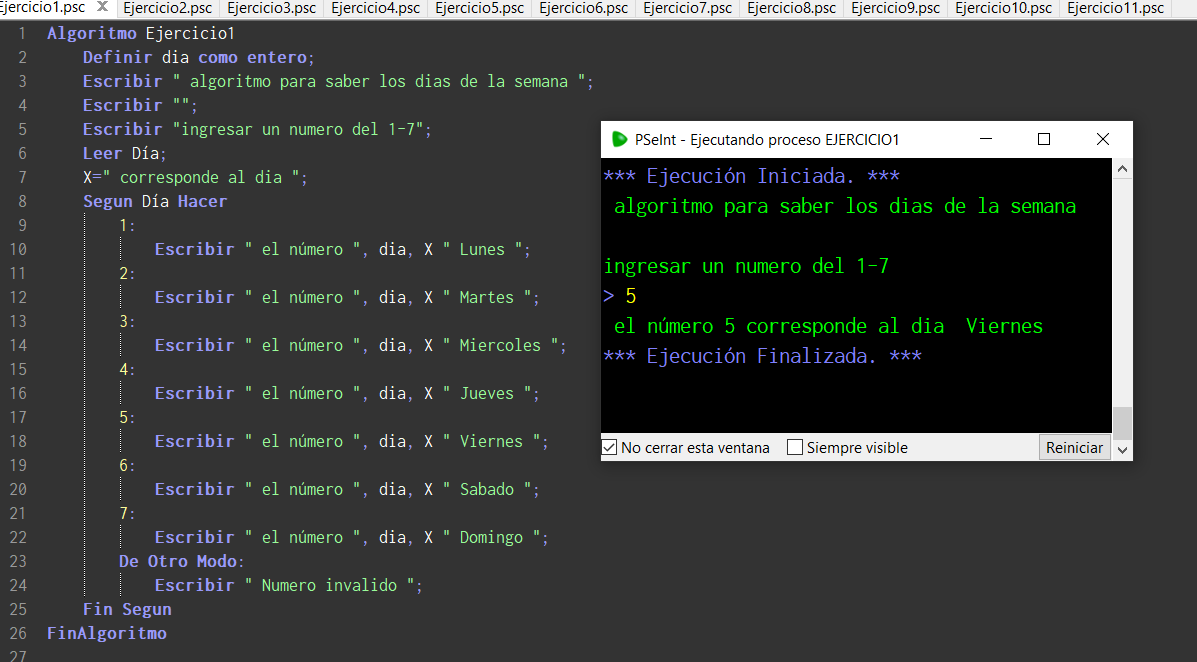 Ejercicio1.psc X Ejercicio2.psc Ejercicio3.psc Ejercicio4.psc Ejercicio5.psc Ejercicio6.psc Ejercicio7.psc Ejercicio8.psc Ejercicio9.psc Ejercicio10.psc Ejercicio11.psc
1 Algoritmo Ejercicio1
2 Definir dia como entero;
3 Escribir " algoritmo para saber los dias de la semana ";
4 Escribir "";
5 Escribir "ingresar un numero del 1-7";
6 Leer Día;
7 X=" corresponde al dia ";
8 Segun Día Hacer
9 1:
10 Escribir " el número ", dia, X " Lunes ";
11 2:
12 Escribir " el número ", dia, X " Martes ";
13 3:
14 Escribir " el número ", dia, X " Miercoles ";
15 4:
16 Escribir " el número ", dia, X " Jueves ";
17 5:
18 Escribir " el número ", dia, X " Viernes ";
19 6:
20 Escribir " el número ", dia, X " Sabado ";
21 7:
22 Escribir " el número ", dia, X " Domingo ";
23 De Otro Modo:
24 Escribir " Numero invalido ";
25 Fin Segun
26 FinAlgoritmo
27
PSeInt - Ejecutando proceso EJERCICIO1
*** Ejecución Iniciada. ***
algoritmo para saber los dias de la semana
ingresar un numero del 1-7
> 5
el número 5 corresponde al dia  Viernes
*** Ejecución Finalizada. ***
No cerrar esta ventana Siempre visible Reiniciar